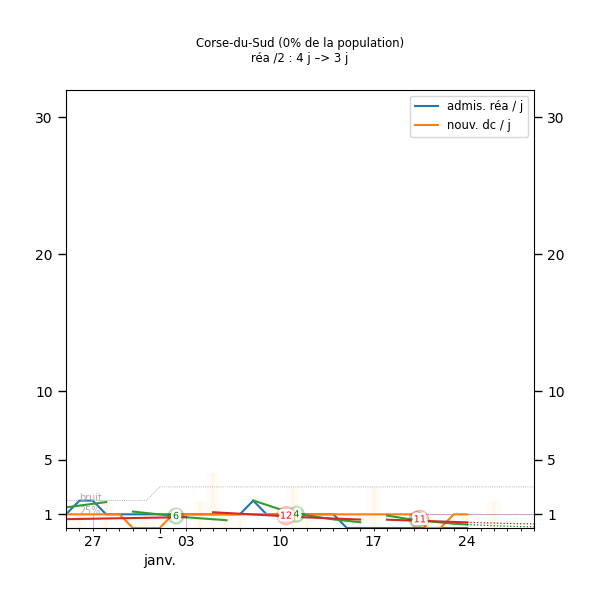 Corse-du-Sud (0% de la population)
réa /2 : 4 j –> 3 j
admis. réa / j
nouv. dc / j
30 30
20 20
10 10
5 5
bruit
25%
1 1
6 12 4 11
27 - 03 10 17 24
janv.